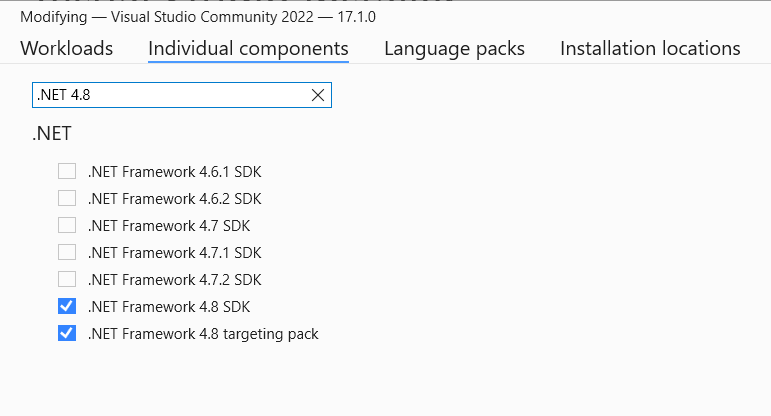 Modifying — Visual Studio Community 2022 — 17.1.0
Workloads Individual components Language packs Installation locations
.NET 4.8
.NET
.NET Framework 4.6.1 SDK
.NET Framework 4.6.2 SDK
.NET Framework 4.7 SDK
.NET Framework 4.7.1 SDK
.NET Framework 4.7.2 SDK
.NET Framework 4.8 SDK
.NET Framework 4.8 targeting pack